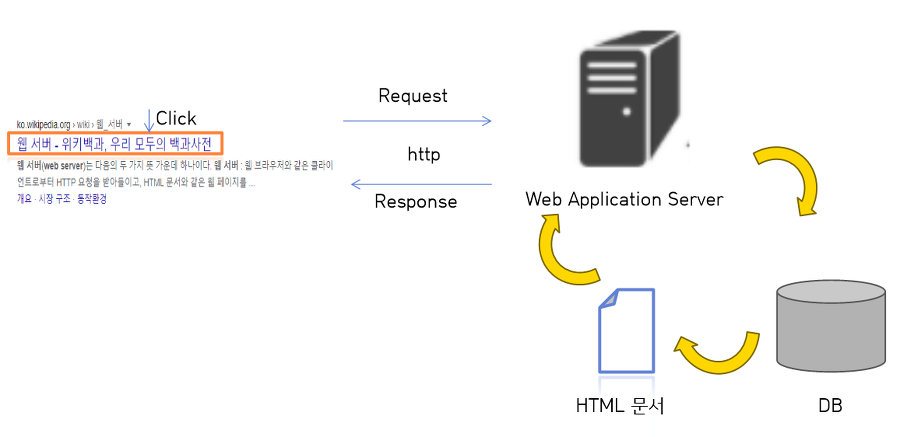 Click
ko.wikipedia.org › wiki › 웹_서버 ▾
웹 서버 - 위키백과, 우리 모두의 백과사전
웹 서버(web server)는 다음의 두 가지 뜻 가운데 하나이다. 웹 서버 : 웹 브라우저와 같은 클라이
언트로부터 HTTP 요청을 받아들이고, HTML 문서와 같은 웹 페이지를 ...
개요 · 시장 구조 · 동작환경
Request
http
Response
Web Application Server
HTML 문서
DB